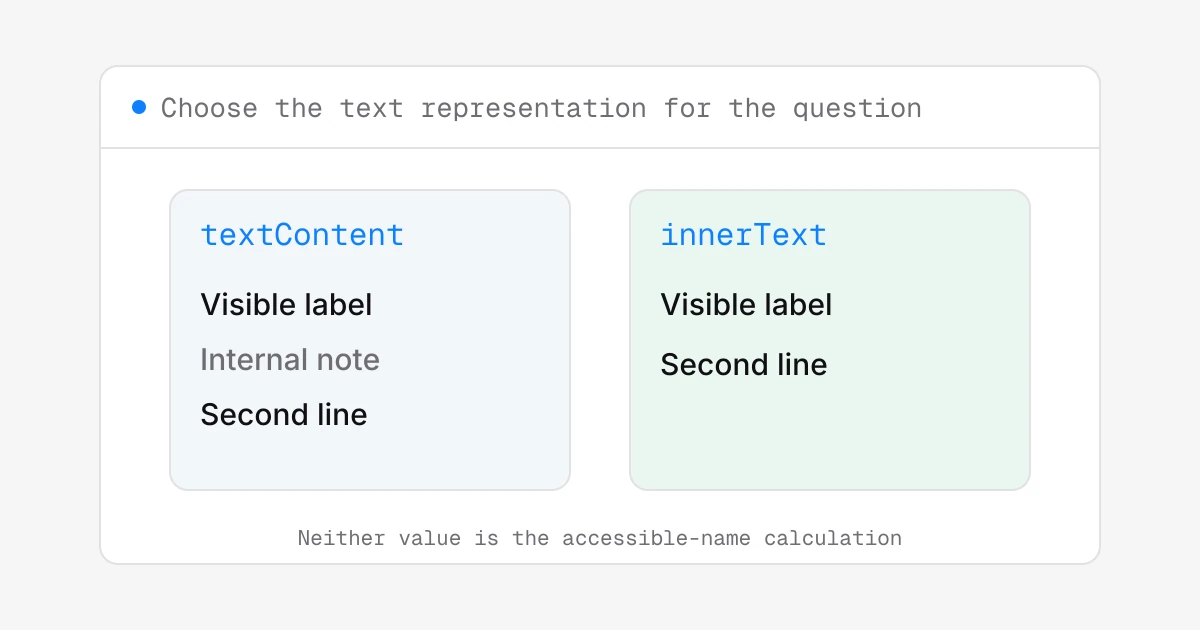 Choose the text representation for the question
textContent
Visible label
Internal note
Second line
innerText
Visible label
Second line
Neither value is the accessible-name calculation